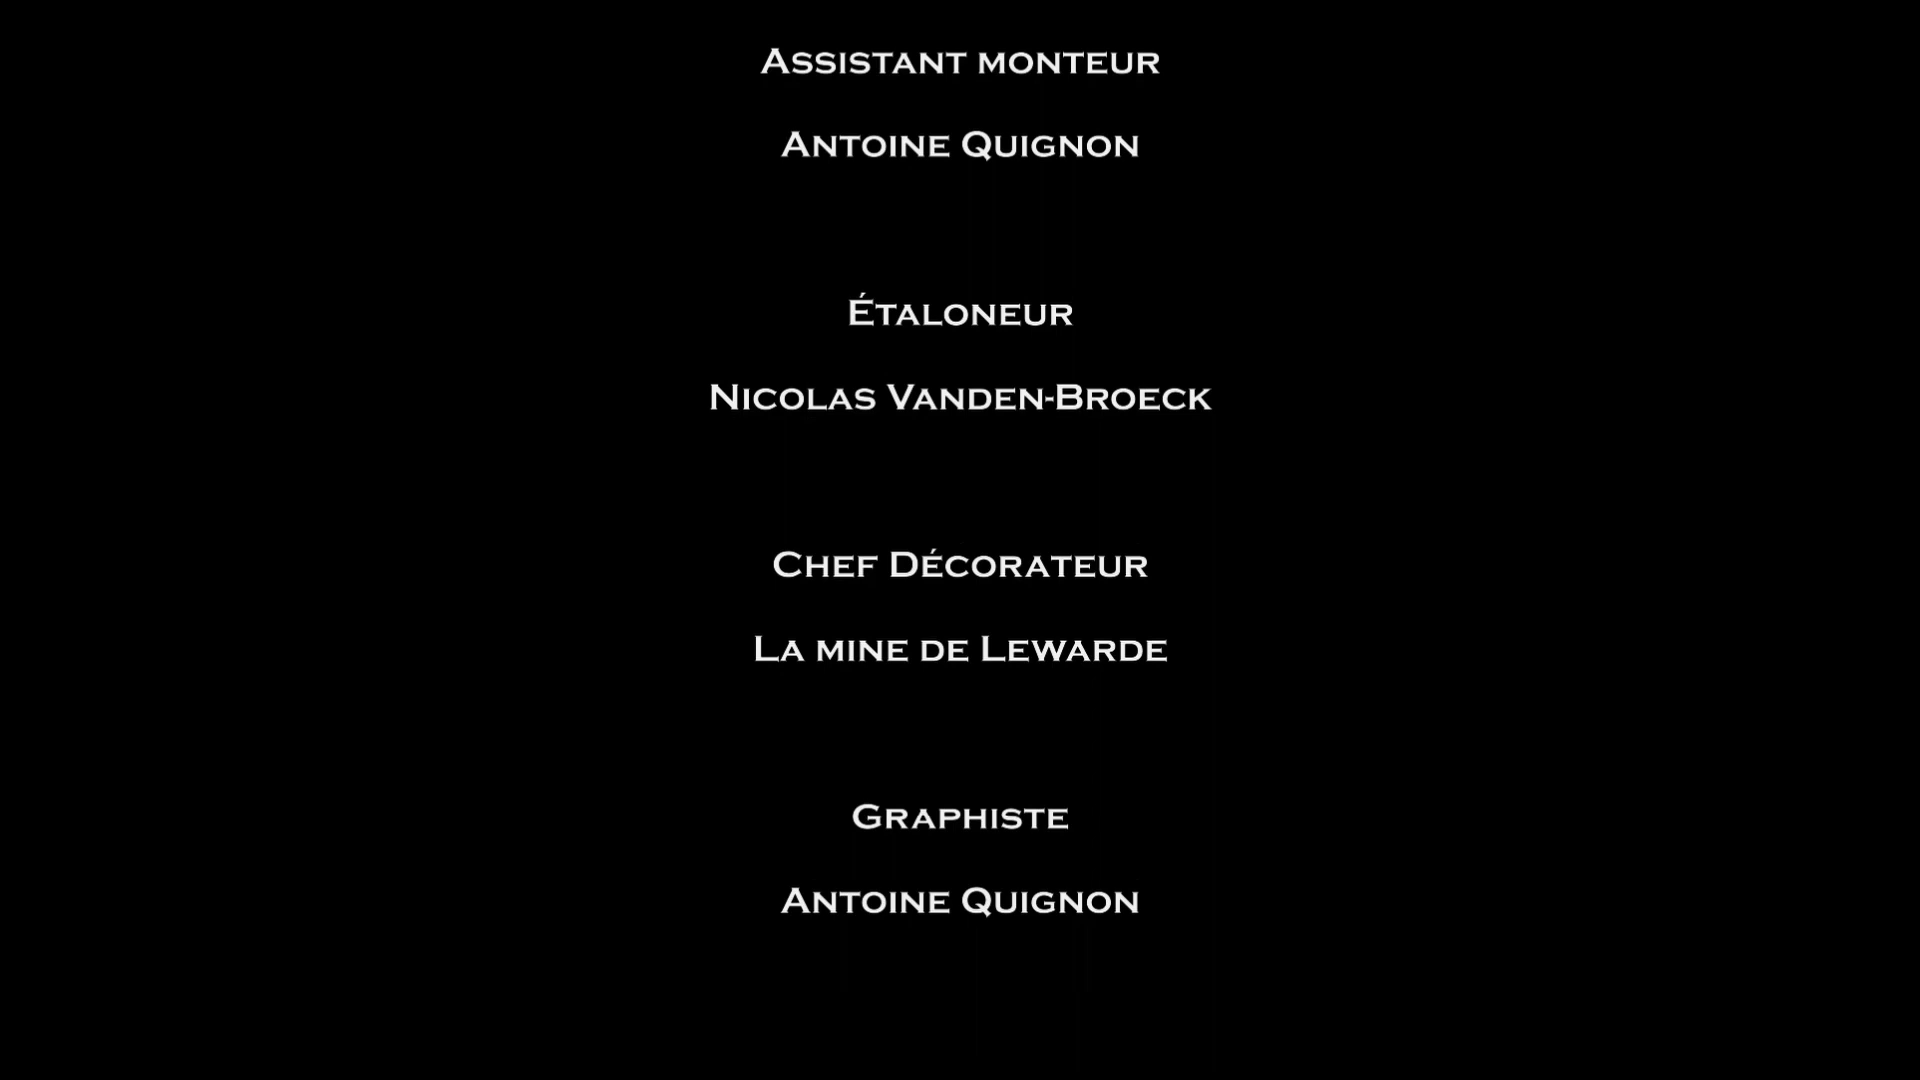 Assistant monteur
Antoine Quignon
Étaloneur
Nicolas Vanden-Broeck
Chef Décorateur
La mine de Lewarde
Graphiste
Antoine Quignon